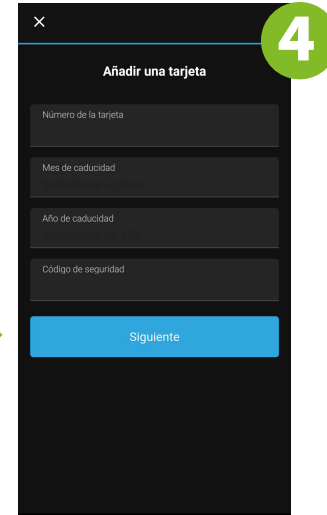 4
Añadir una tarjeta
Número de la tarjeta
Mes de caducidad
Año de caducidad
Código de seguridad
Siguiente